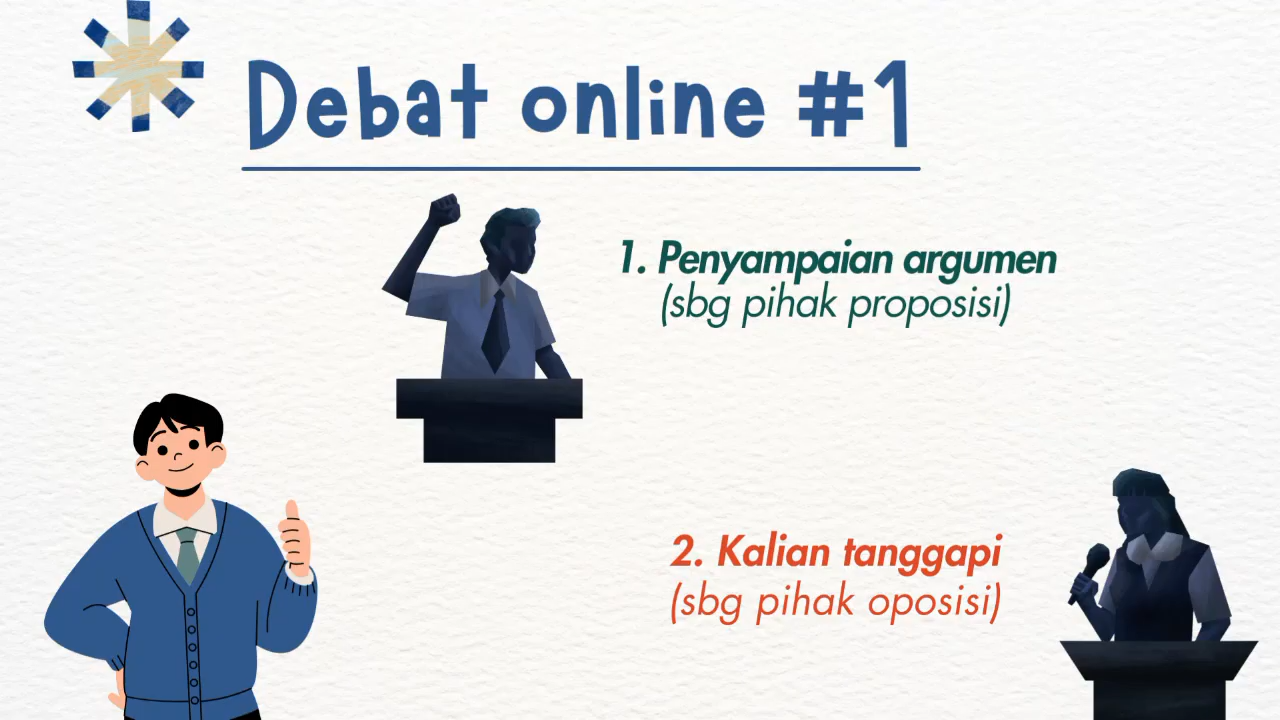 Debat online #1
1. Penyampaian argumen
(sbg pihak proposisi)
2. Kalian tanggapi
(sbg pihak oposisi)